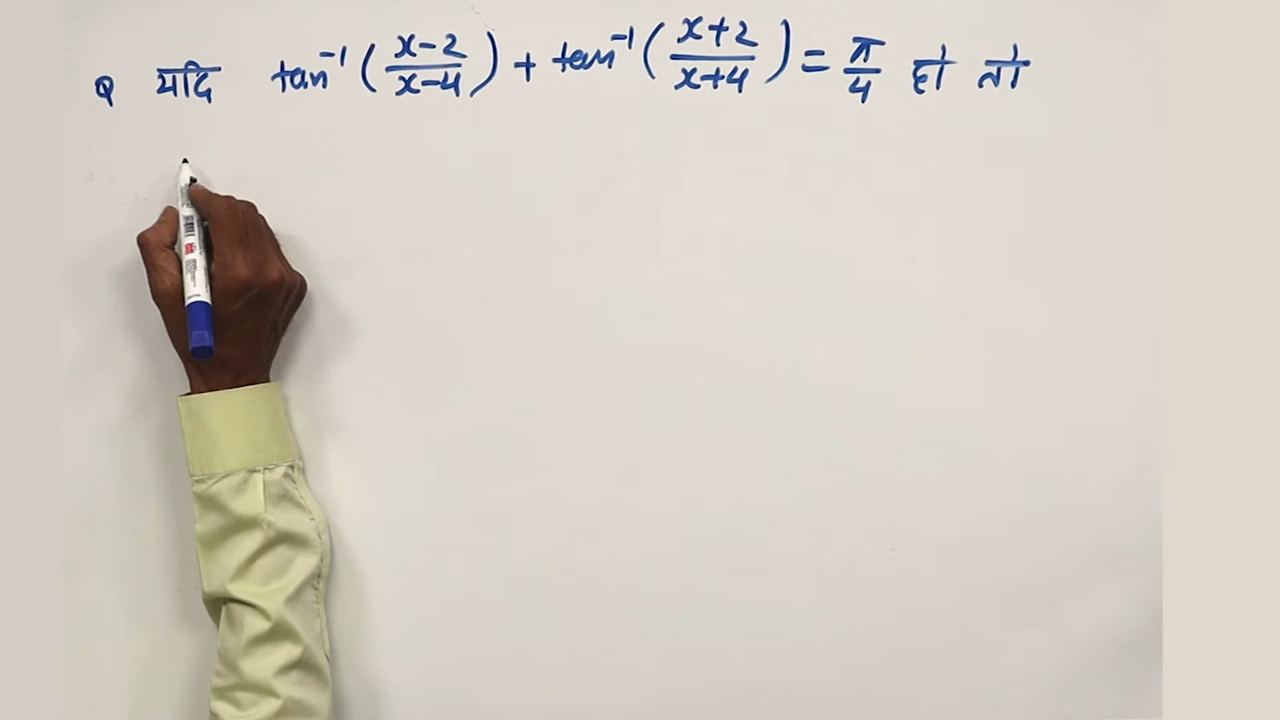 Q यदि tan⁻¹ (x-2/x-4) + tan⁻¹ (x+2/x+4) = π/4 हो तो